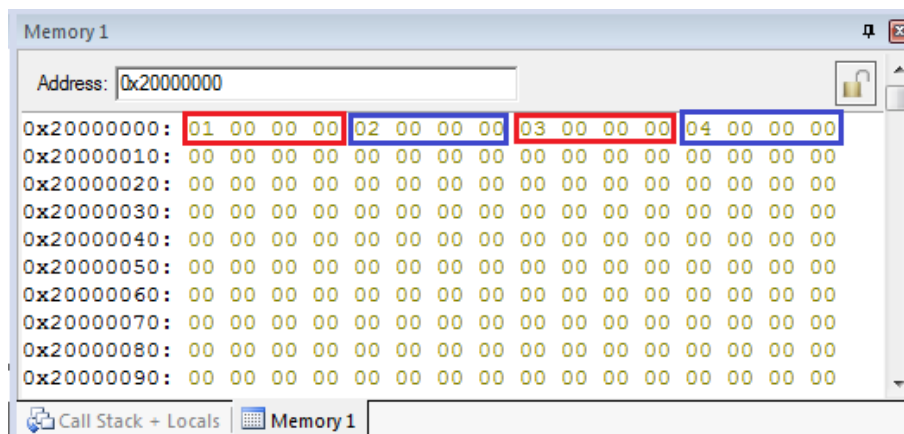 Memory 1
Address: 0x20000000
0x20000000: 01 00 00 00 02 00 00 00 03 00 00 00 04 00 00 00
0x20000010: 00 00 00 00 00 00 00 00 00 00 00 00 00 00 00 00
0x20000020: 00 00 00 00 00 00 00 00 00 00 00 00 00 00 00 00
0x20000030: 00 00 00 00 00 00 00 00 00 00 00 00 00 00 00 00
0x20000040: 00 00 00 00 00 00 00 00 00 00 00 00 00 00 00 00
0x20000050: 00 00 00 00 00 00 00 00 00 00 00 00 00 00 00 00
0x20000060: 00 00 00 00 00 00 00 00 00 00 00 00 00 00 00 00
0x20000070: 00 00 00 00 00 00 00 00 00 00 00 00 00 00 00 00
0x20000080: 00 00 00 00 00 00 00 00 00 00 00 00 00 00 00 00
0x20000090: 00 00 00 00 00 00 00 00 00 00 00 00 00 00 00 00
Call Stack + Locals Memory 1